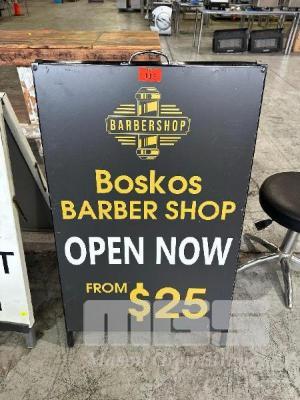 BARBERSHOP
Boskos
BARBER SHOP
OPEN NOW
FROM $25